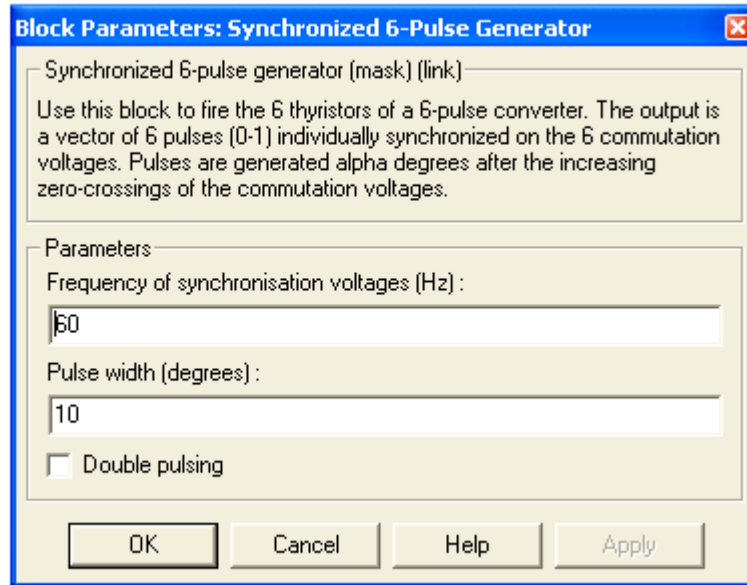 Block Parameters: Synchronized 6-Pulse Generator
Synchronized 6-pulse generator (mask) (link)
Use this block to fire the 6 thyristors of a 6-pulse converter. The output is
a vector of 6 pulses (0-1) individually synchronized on the 6 commutation
voltages. Pulses are generated alpha degrees after the increasing
zero-crossings of the commutation voltages.
Parameters
Frequency of synchronisation voltages (Hz) :
60
Pulse width (degrees) :
10
Double pulsing
OK Cancel Help Apply